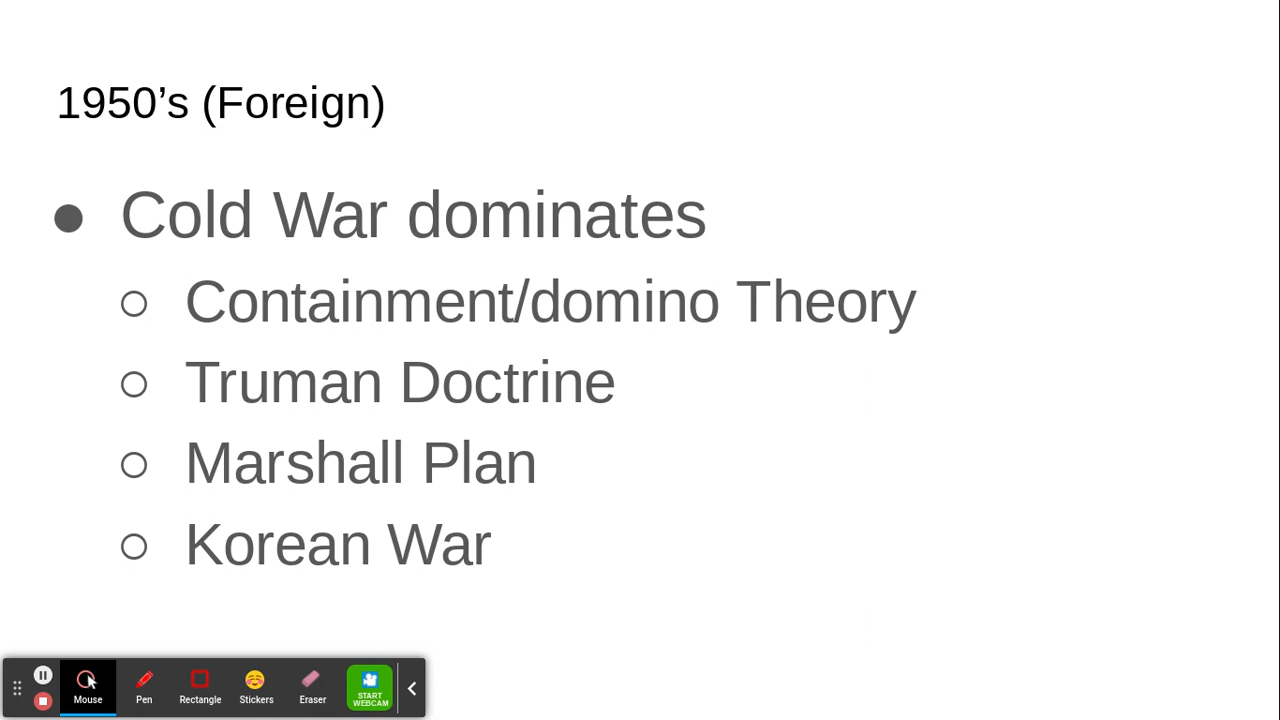 1950’s (Foreign)
● Cold War dominates
○ Containment/domino Theory
○ Truman Doctrine
○ Marshall Plan
○ Korean War
Mouse
Pen
Rectangle
Stickers
Eraser
START
WEBCAM